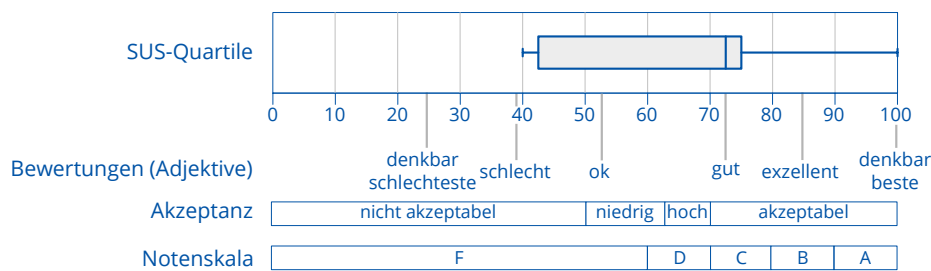 SUS-Quartile
0 10 20 30 40 50 60 70 80 90 100
Bewertungen (Adjektive)
denkbar
schlechteste
schlecht
ok
gut
exzellent
denkbar
beste
Akzeptanz
nicht akzeptabel niedrig hoch akzeptabel
Notenskala
F D C B A